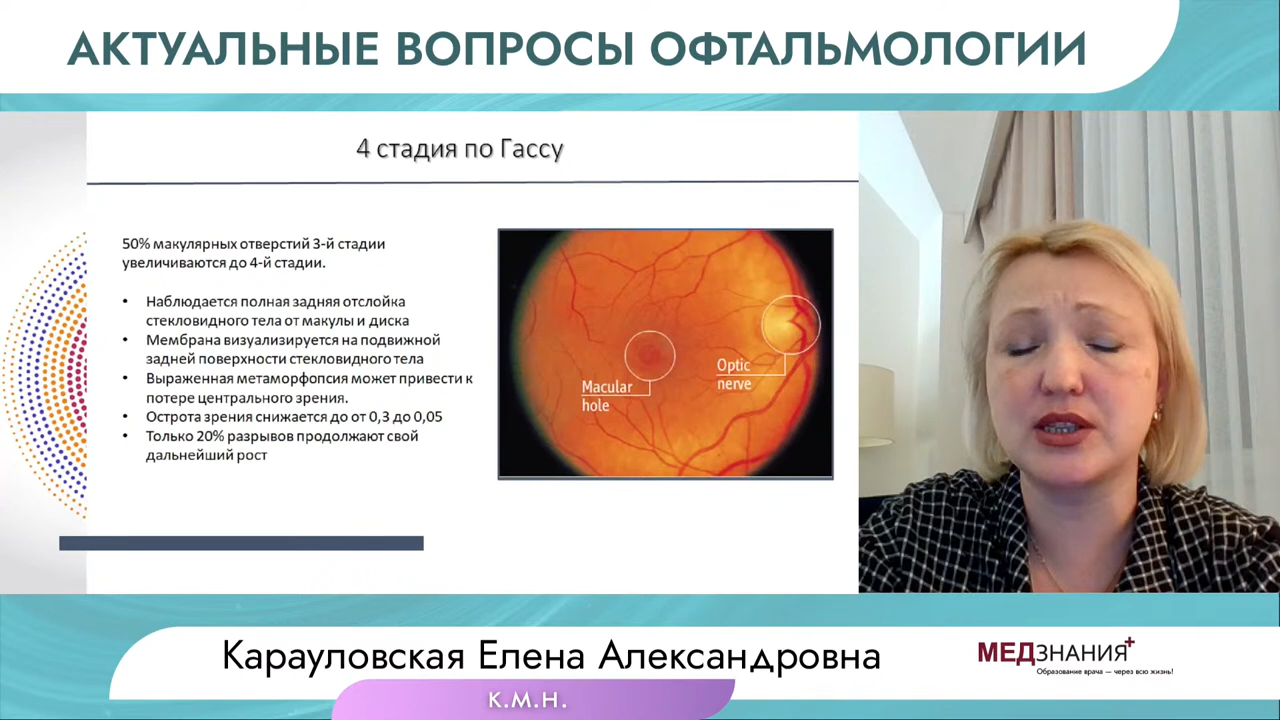 АКТУАЛЬНЫЕ ВОПРОСЫ ОФТАЛЬМОЛОГИИ
4 стадия по Гассу
50% макулярных отверстий 3-й стадии
увеличиваются до 4-й стадии.
• Наблюдается полная задняя отслойка
стекловидного тела от макулы и диска
• Мембрана визуализируется на подвижной
задней поверхности стекловидного тела
• Выраженная метаморфопсия может привести к
потере центрального зрения.
• Острота зрения снижается до от 0,3 до 0,05
• Только 20% разрывов продолжают свой
дальнейший рост
Macular
hole
Optic
nerve
Карауловская Елена Александровна
к.м.н.
МЕДЗНАНИЯ+
Образование врача — через всю жизнь!